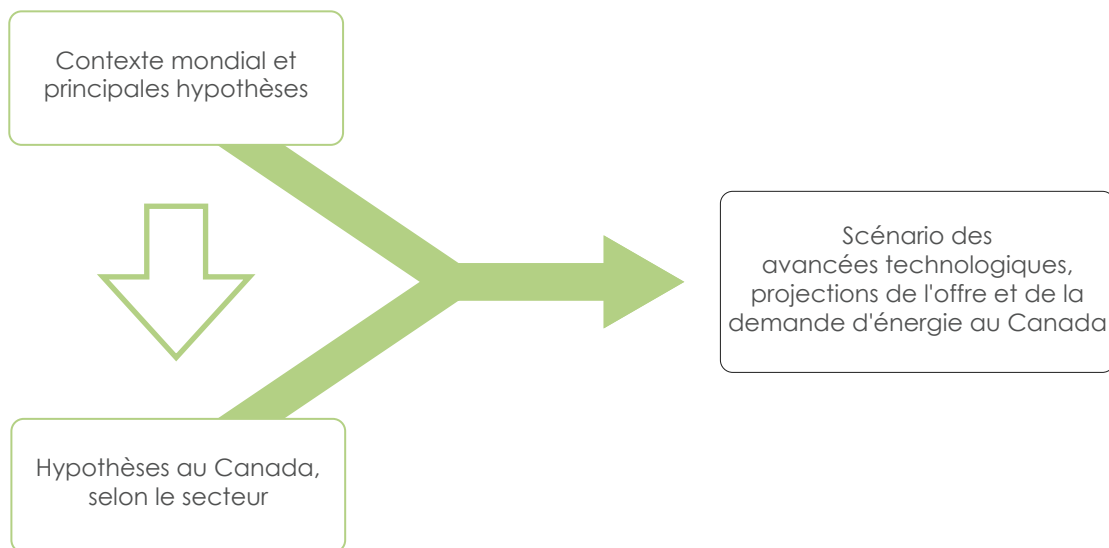 Contexte mondial et
principales hypothèses
Scénario des
avancées technologiques,
projections de l'offre et de la
demande d'énergie au Canada
Hypothèses au Canada,
selon le secteur